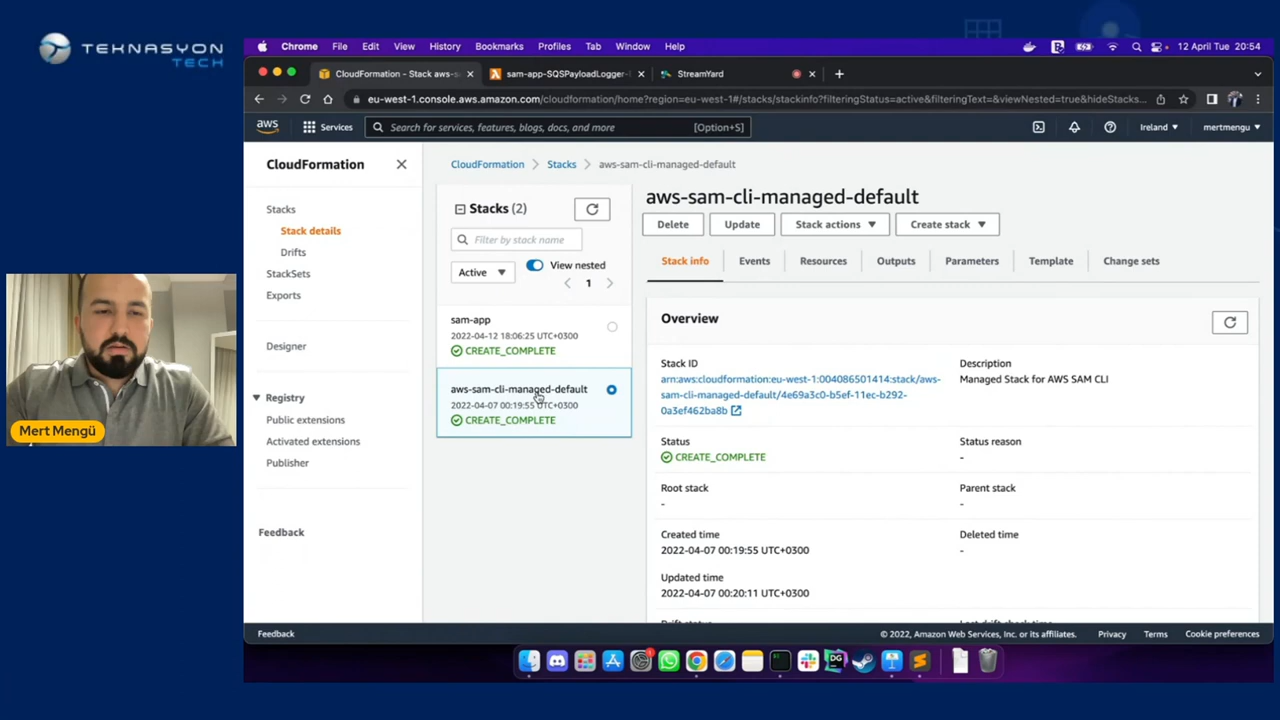 TEKNASYON
TECH
Chrome File Edit View History Bookmarks Profiles Tab Window Help
12 April Tue 20:54
CloudFormation - Stack aws-s
sam-app-SQSPayloadLogger-
StreamYard
eu-west-1.console.aws.amazon.com/cloudformation/home?region=eu-west-1#/stacks/stackinfo?filteringStatus=active&filteringText=&viewNested=true&hideStacks...
aws
Services
Search for services, features, blogs, docs, and more
[Option+S]
Ireland
mertmengu
CloudFormation
Stacks
Stack details
Drifts
StackSets
Exports
Designer
Registry
Public extensions
Activated extensions
Publisher
Feedback
CloudFormation > Stacks > aws-sam-cli-managed-default
Stacks (2)
Filter by stack name
Active
View nested
1
sam-app
2022-04-12 18:06:25 UTC+0300
CREATE_COMPLETE
aws-sam-cli-managed-default
2022-04-07 00:19:55 UTC+0300
CREATE_COMPLETE
aws-sam-cli-managed-default
Delete
Update
Stack actions
Create stack
Stack info
Events
Resources
Outputs
Parameters
Template
Change sets
Overview
Stack ID
arn:aws:cloudformation:eu-west-1:004086501414:stack/aws-
sam-cli-managed-default/4e69a3c0-b5ef-11ec-b292-
0a3ef462ba8b
Description
Managed Stack for AWS SAM CLI
Status
CREATE_COMPLETE
Status reason
-
Root stack
-
Parent stack
-
Created time
2022-04-07 00:19:55 UTC+0300
Deleted time
-
Updated time
2022-04-07 00:20:11 UTC+0300
Mert Mengü
Feedback
© 2022, Amazon Web Services, Inc. or its affiliates.
Privacy
Terms
Cookie preferences